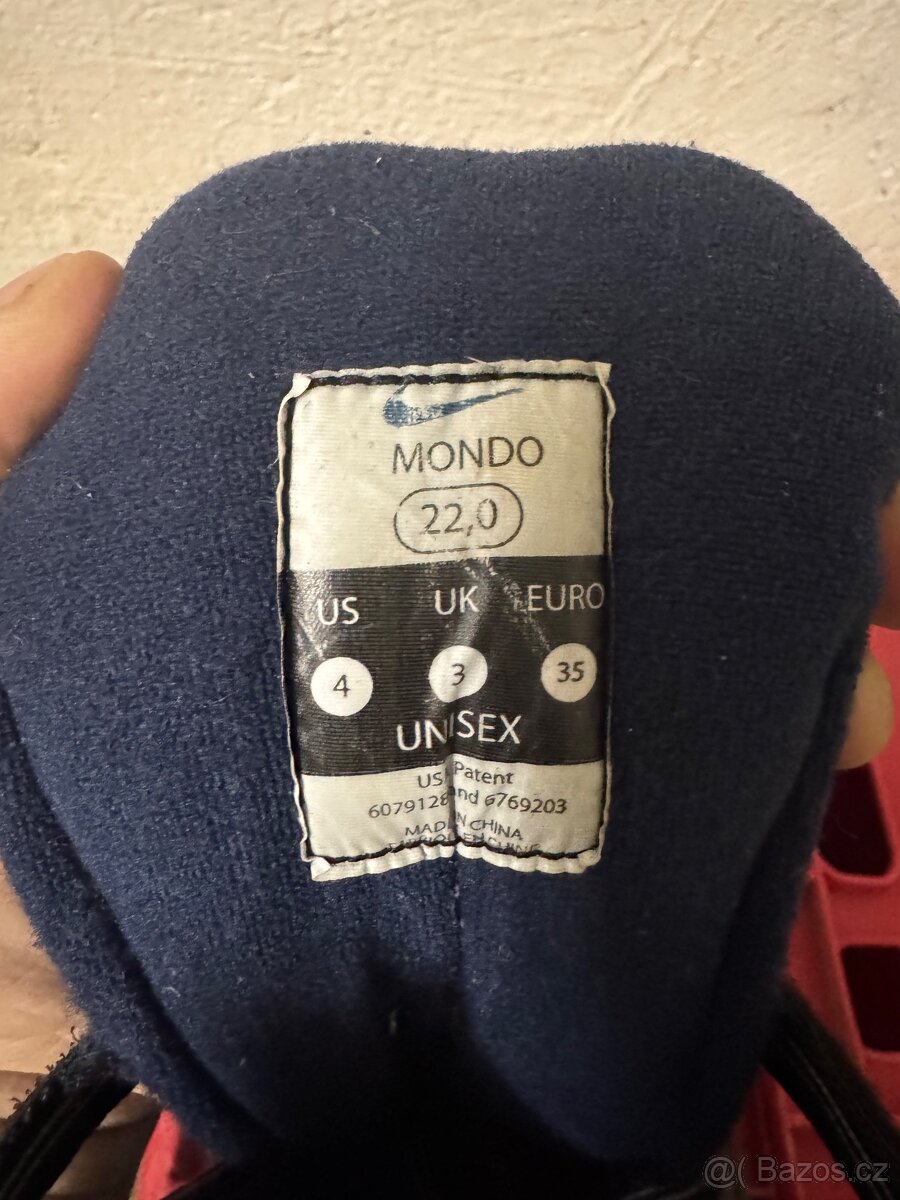 MONDO
22,0
US UK EURO
4 3 35
UNISEX
US Patent
6079128 and 6769203
MADE IN CHINA
@( Bazos.cz